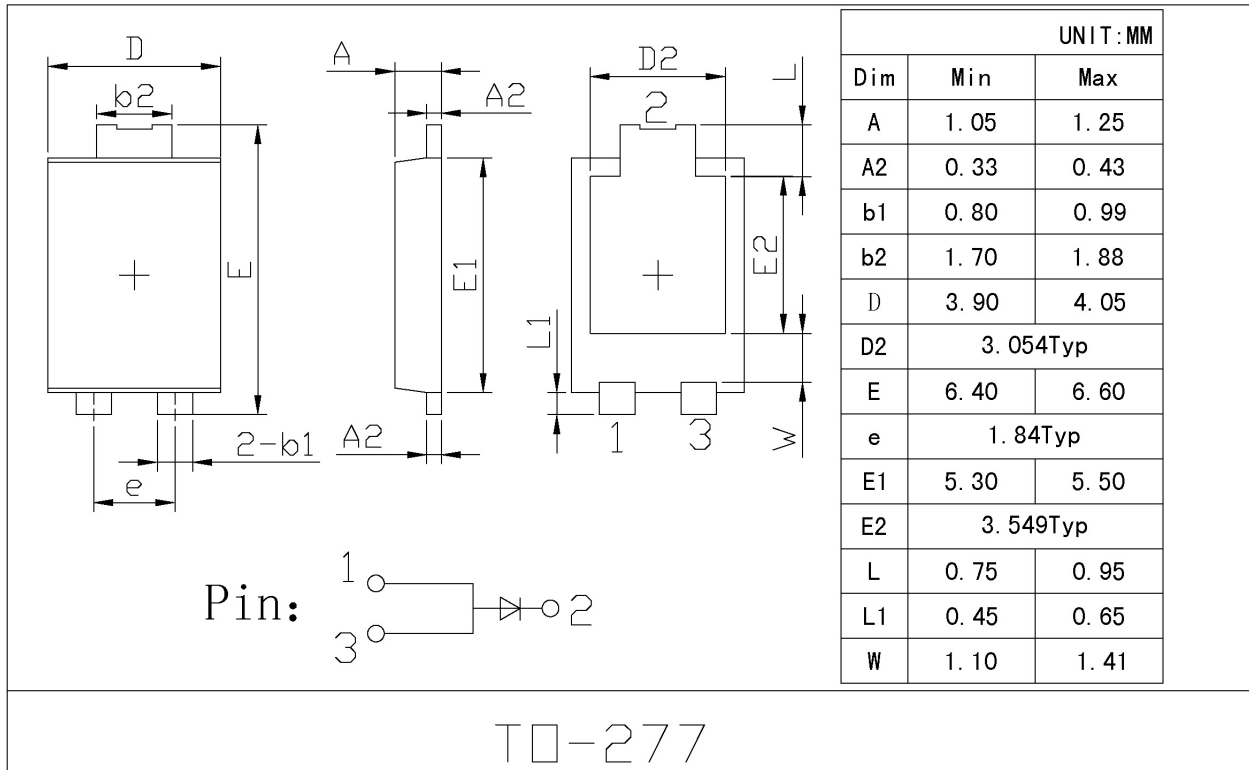 D
b2
E
2-b1
e
A
A2
E1
A2
D2
L
2
E2
L1
W
1
3
Pin:
1
3
2
UNIT:MM
Dim Min Max
A 1.05 1.25
A2 0.33 0.43
b1 0.80 0.99
b2 1.70 1.88
D 3.90 4.05
D2 3.054Typ
E 6.40 6.60
e 1.84Typ
E1 5.30 5.50
E2 3.549Typ
L 0.75 0.95
L1 0.45 0.65
W 1.10 1.41
TO-277